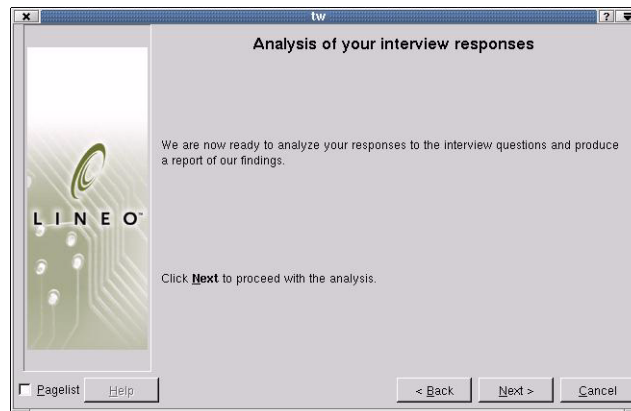 tw
Analysis of your interview responses
We are now ready to analyze your responses to the interview questions and produce
a report of our findings.
LINEO™
Click Next to proceed with the analysis.
Pagelist Help < Back Next > Cancel